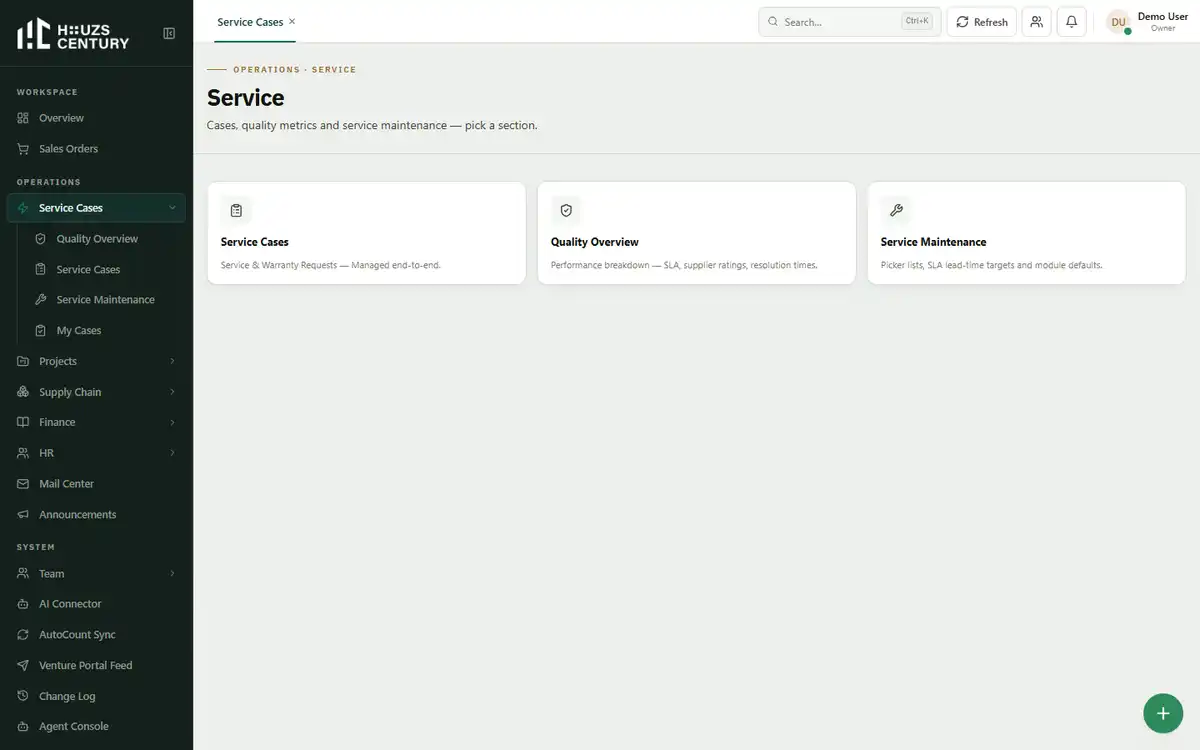 HOUZS
CENTURY
WORKSPACE
Overview
Sales Orders
OPERATIONS
Service Cases
Quality Overview
Service Cases
Service Maintenance
My Cases
Projects
Supply Chain
Finance
HR
Mail Center
Announcements
SYSTEM
Team
AI Connector
AutoCount Sync
Venture Portal Feed
Change Log
Agent Console
Service Cases ×
Search... Ctrl+K
Refresh
DU
Demo User
Owner
OPERATIONS · SERVICE
Service
Cases, quality metrics and service maintenance — pick a section.
Service Cases
Service & Warranty Requests — Managed end-to-end.
Quality Overview
Performance breakdown — SLA, supplier ratings, resolution times.
Service Maintenance
Picker lists, SLA lead-time targets and module defaults.